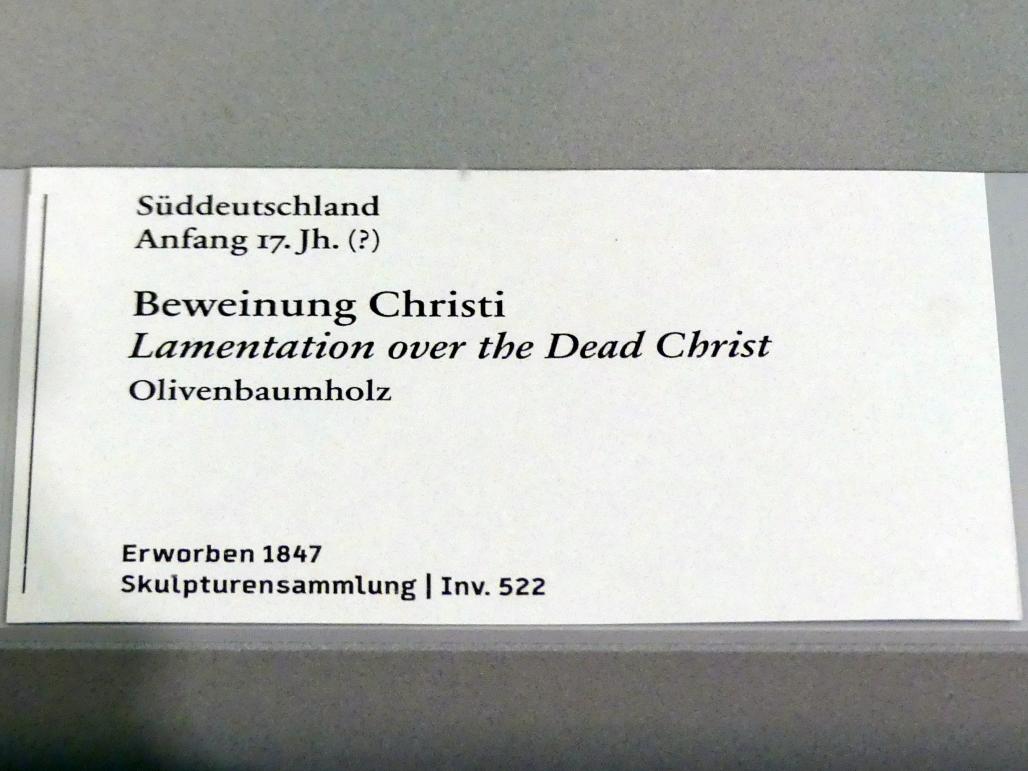 Süddeutschland
Anfang 17. Jh. (?)
Beweinung Christi
Lamentation over the Dead Christ
Olivenbaumholz
Erworben 1847
Skulpturensammlung | Inv. 522